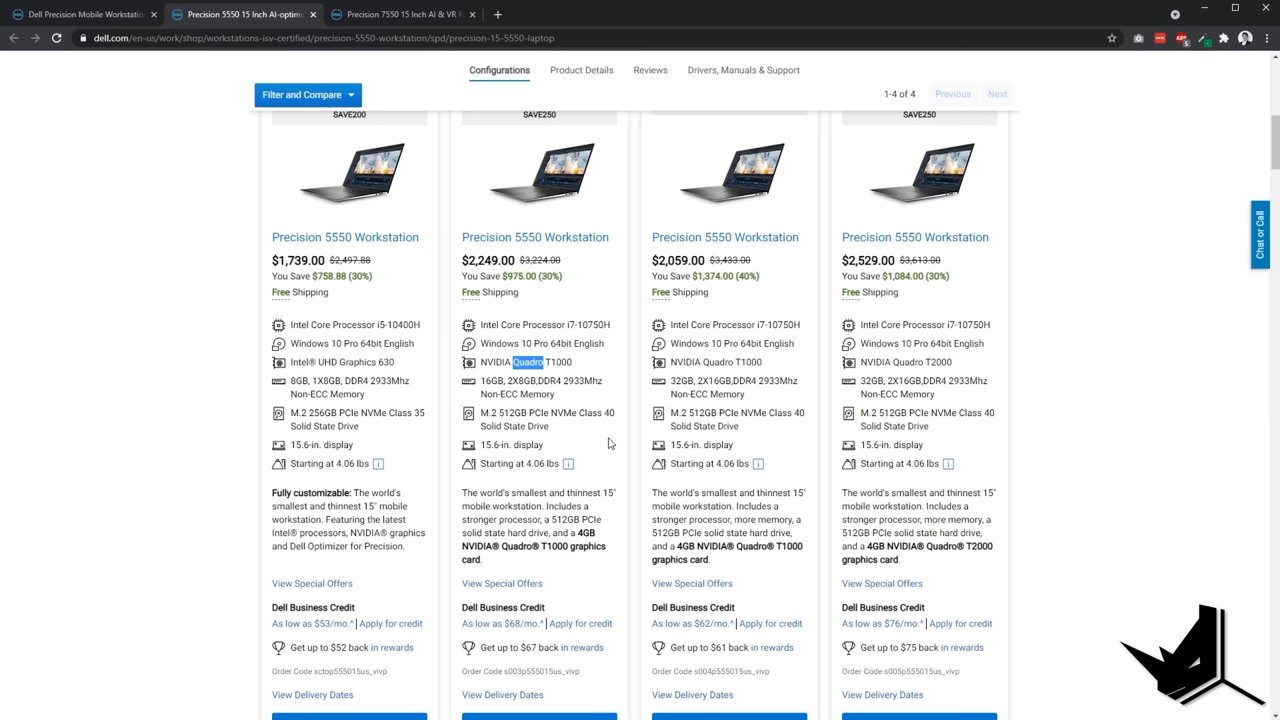 Dell Precision Mobile Workstatio
Precision 5550 15 Inch AI-optimi
Precision 7550 15 Inch AI & VR R
dell.com/en-us/work/shop/workstations-isv-certified/precision-5550-workstation/spd/precision-15-5550-laptop
Configurations
Product Details
Reviews
Drivers, Manuals & Support
Filter and Compare
1-4 of 4
Previous
Next
SAVE200
SAVE250
SAVE250
Precision 5550 Workstation
$1,739.00 $2,497.88
You Save $758.88 (30%)
Free Shipping
Intel Core Processor i5-10400H
Windows 10 Pro 64bit English
Intel® UHD Graphics 630
8GB, 1X8GB, DDR4 2933Mhz
Non-ECC Memory
M.2 256GB PCIe NVMe Class 35
Solid State Drive
15.6-in. display
Starting at 4.06 lbs
Fully customizable: The world's
smallest and thinnest 15" mobile
workstation. Featuring the latest
Intel® processors, NVIDIA® graphics
and Dell Optimizer for Precision.
View Special Offers
Dell Business Credit
As low as $53/mo.^ | Apply for credit
Get up to $52 back in rewards
Order Code xctop555015us_vivp
View Delivery Dates
Precision 5550 Workstation
$2,249.00 $3,224.00
You Save $975.00 (30%)
Free Shipping
Intel Core Processor i7-10750H
Windows 10 Pro 64bit English
NVIDIA Quadro T1000
16GB, 2X8GB,DDR4 2933Mhz
Non-ECC Memory
M.2 512GB PCIe NVMe Class 40
Solid State Drive
15.6-in. display
Starting at 4.06 lbs
The world's smallest and thinnest 15"
mobile workstation. Includes a
stronger processor, a 512GB PCIe
solid state hard drive, and a 4GB
NVIDIA® Quadro® T1000 graphics
card.
View Special Offers
Dell Business Credit
As low as $68/mo.^ | Apply for credit
Get up to $67 back in rewards
Order Code s003p555015us_vivp
View Delivery Dates
Precision 5550 Workstation
$2,059.00 $3,433.00
You Save $1,374.00 (40%)
Free Shipping
Intel Core Processor i7-10750H
Windows 10 Pro 64bit English
NVIDIA Quadro T1000
32GB, 2X16GB,DDR4 2933Mhz
Non-ECC Memory
M.2 512GB PCIe NVMe Class 40
Solid State Drive
15.6-in. display
Starting at 4.06 lbs
The world's smallest and thinnest 15"
mobile workstation. Includes a
stronger processor, more memory, a
512GB PCIe solid state hard drive,
and a 4GB NVIDIA® Quadro® T1000
graphics card.
View Special Offers
Dell Business Credit
As low as $62/mo.^ | Apply for credit
Get up to $61 back in rewards
Order Code s004p555015us_vivp
View Delivery Dates
Precision 5550 Workstation
$2,529.00 $3,613.00
You Save $1,084.00 (30%)
Free Shipping
Intel Core Processor i7-10750H
Windows 10 Pro 64bit English
NVIDIA Quadro T2000
32GB, 2X16GB,DDR4 2933Mhz
Non-ECC Memory
M.2 512GB PCIe NVMe Class 40
Solid State Drive
15.6-in. display
Starting at 4.06 lbs
The world's smallest and thinnest 15"
mobile workstation. Includes a
stronger processor, more memory, a
512GB PCIe solid state hard drive,
and a 4GB NVIDIA® Quadro® T2000
graphics card.
View Special Offers
Dell Business Credit
As low as $76/mo.^ | Apply for credit
Get up to $75 back in rewards
Order Code s005p555015us_vivp
View Delivery Dates
Chat or Call